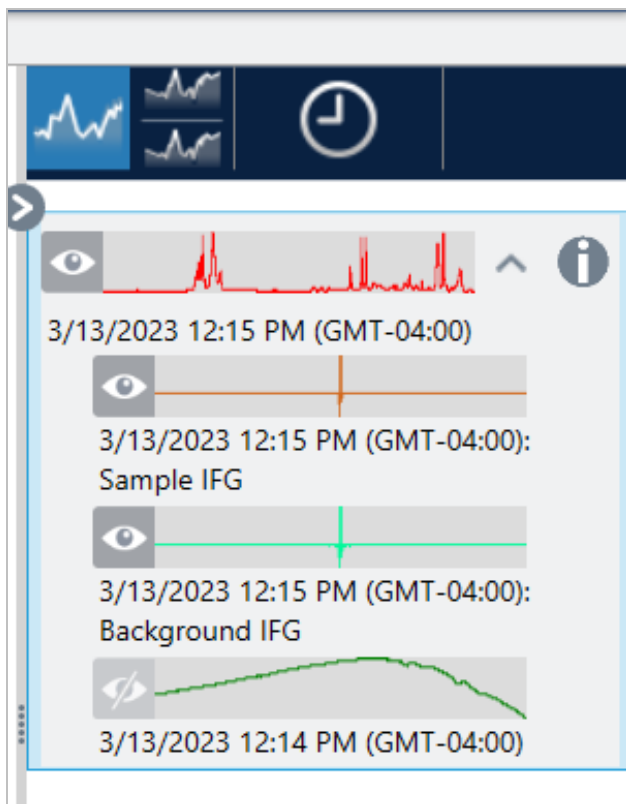 3/13/2023 12:15 PM (GMT-04:00)
3/13/2023 12:15 PM (GMT-04:00):
Sample IFG
3/13/2023 12:15 PM (GMT-04:00):
Background IFG
3/13/2023 12:14 PM (GMT-04:00)